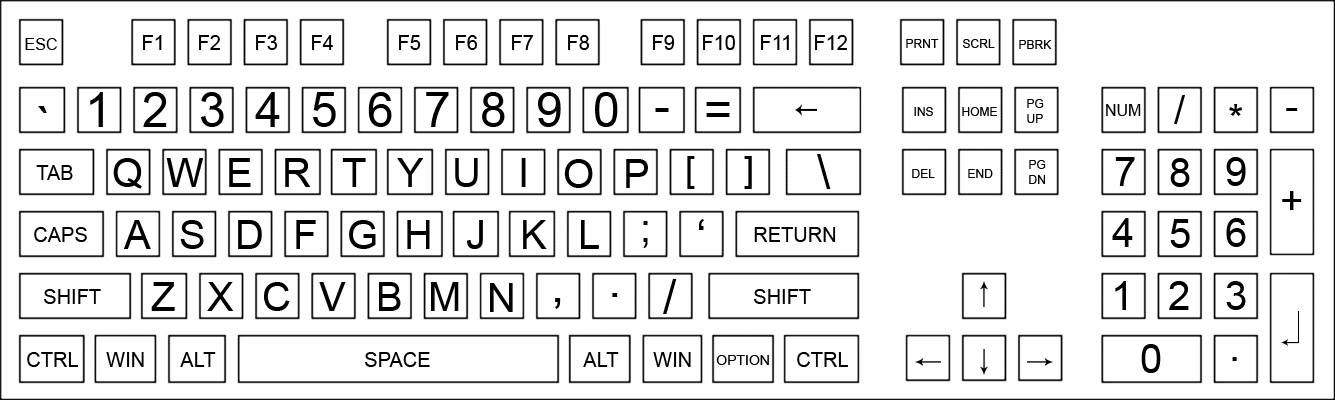 ESC F1 F2 F3 F4 F5 F6 F7 F8 F9 F10 F11 F12 PRNT SCRL PBRK
` 1 2 3 4 5 6 7 8 9 0 - = ← INS HOME PG UP NUM / * -
TAB Q W E R T Y U I O P [ ] \ DEL END PG DN 7 8 9 +
CAPS A S D F G H J K L ; ‘ RETURN 4 5 6
SHIFT Z X C V B M N , . / SHIFT ↑ 1 2 3 ↵
CTRL WIN ALT SPACE ALT WIN OPTION CTRL ← ↓ → 0 .